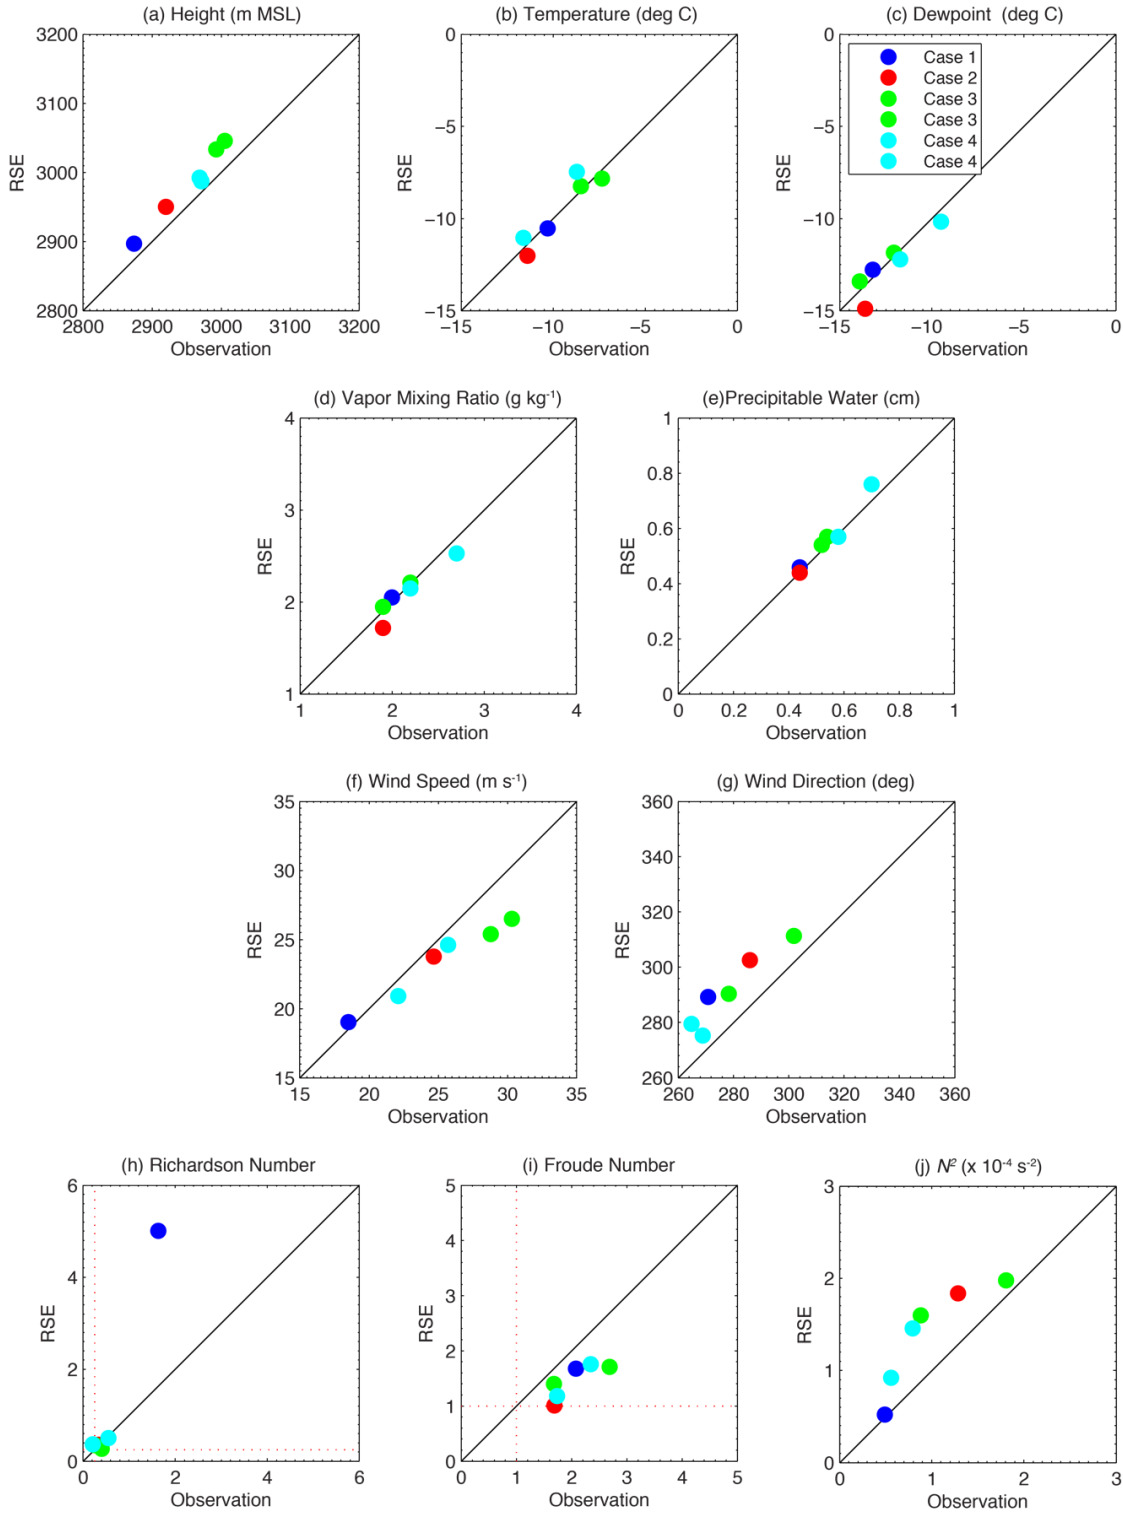 (a) Height (m MSL)
3200
3100
3000
2900
2800
RSE
2800 2900 3000 3100 3200
Observation
(b) Temperature (deg C)
0
−5
−10
−15
RSE
−15 −10 −5 0
Observation
(c) Dewpoint (deg C)
0
−5
−10
−15
RSE
−15 −10 −5 0
Observation
Case 1
Case 2
Case 3
Case 3
Case 4
Case 4
(d) Vapor Mixing Ratio (g kg⁻¹)
4
3
2
1
RSE
1 2 3 4
Observation
(e)Precipitable Water (cm)
1
0.8
0.6
0.4
0.2
0
RSE
0 0.2 0.4 0.6 0.8 1
Observation
(f) Wind Speed (m s⁻¹)
35
30
25
20
15
RSE
15 20 25 30 35
Observation
(g) Wind Direction (deg)
360
340
320
300
280
260
RSE
260 280 300 320 340 360
Observation
(h) Richardson Number
6
4
2
0
RSE
0 2 4 6
Observation
(i) Froude Number
5
4
3
2
1
0
RSE
0 1 2 3 4 5
Observation
(j) N² (x 10⁻⁴ s⁻²)
3
2
1
0
RSE
0 1 2 3
Observation